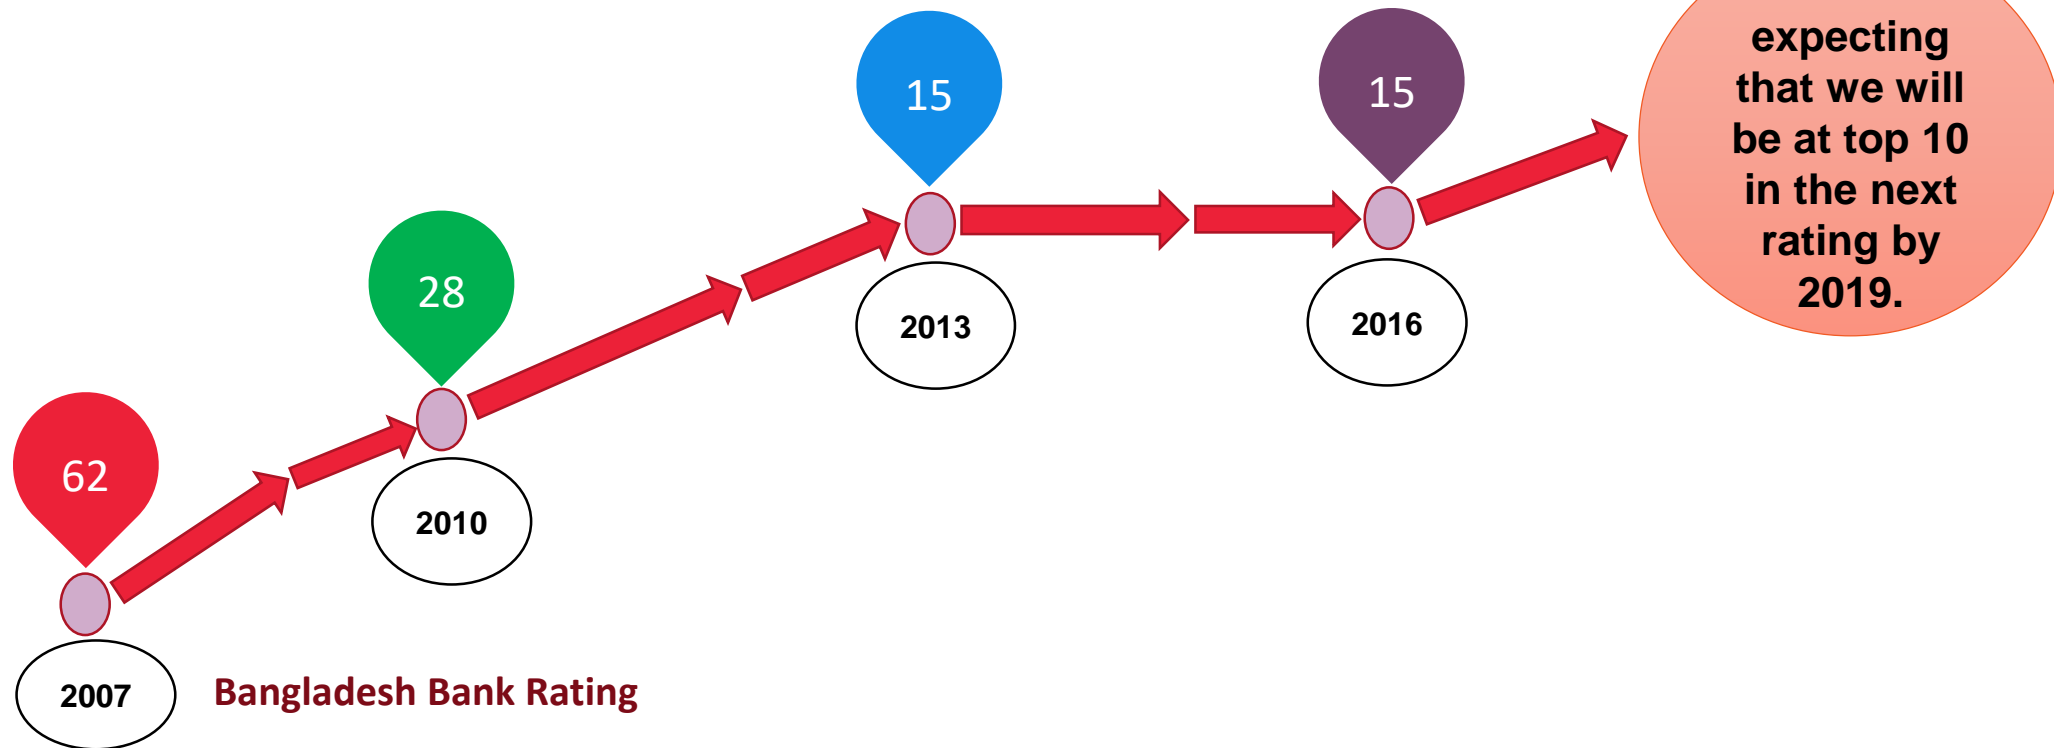 62
2007
Bangladesh Bank Rating
28
2010
15
2013
15
2016
expecting
that we will
be at top 10
in the next
rating by
2019.